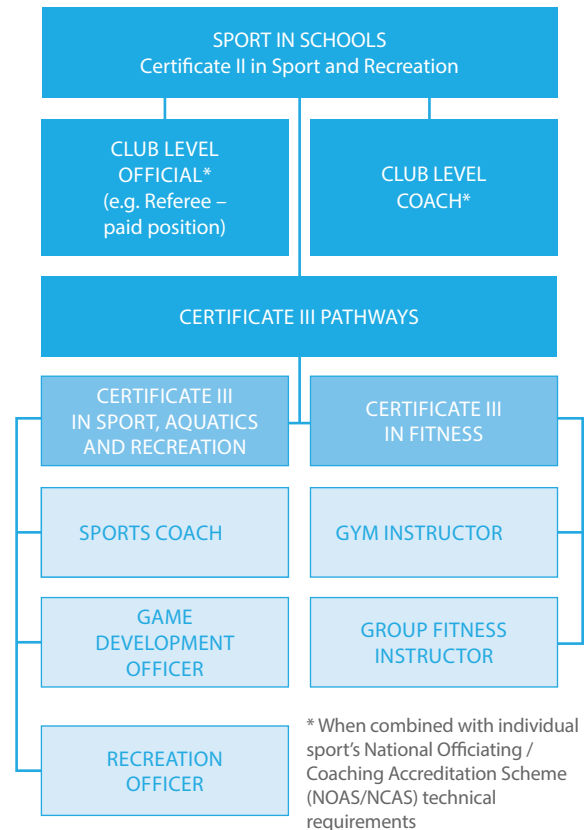 SPORT IN SCHOOLS
Certificate II in Sport and Recreation
CLUB LEVEL
OFFICIAL*
(e.g. Referee –
paid position)
CLUB LEVEL
COACH*
CERTIFICATE III PATHWAYS
CERTIFICATE III
IN SPORT, AQUATICS
AND RECREATION
CERTIFICATE III
IN FITNESS
SPORTS COACH
GYM INSTRUCTOR
GAME
DEVELOPMENT
OFFICER
GROUP FITNESS
INSTRUCTOR
RECREATION
OFFICER
* When combined with individual
sport's National Officiating /
Coaching Accreditation Scheme
(NOAS/NCAS) technical
requirements